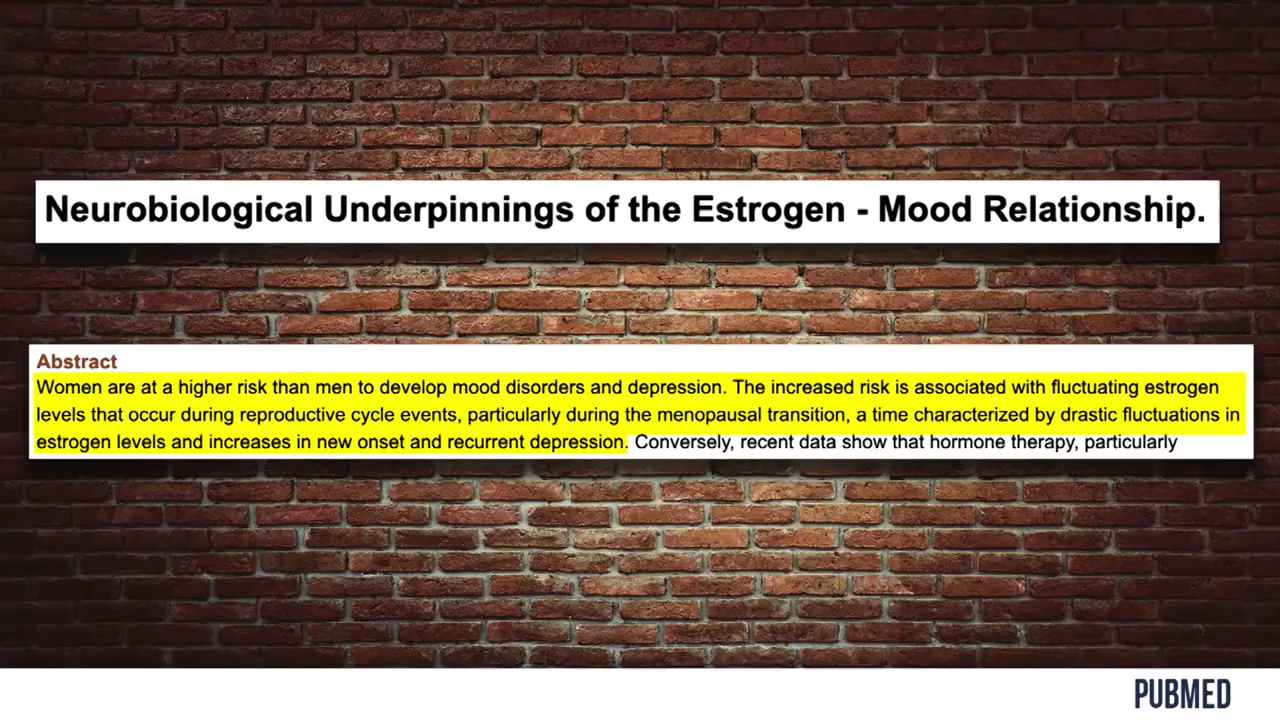 Neurobiological Underpinnings of the Estrogen - Mood Relationship.
Abstract
Women are at a higher risk than men to develop mood disorders and depression. The increased risk is associated with fluctuating estrogen
levels that occur during reproductive cycle events, particularly during the menopausal transition, a time characterized by drastic fluctuations in
estrogen levels and increases in new onset and recurrent depression. Conversely, recent data show that hormone therapy, particularly
PUBMED